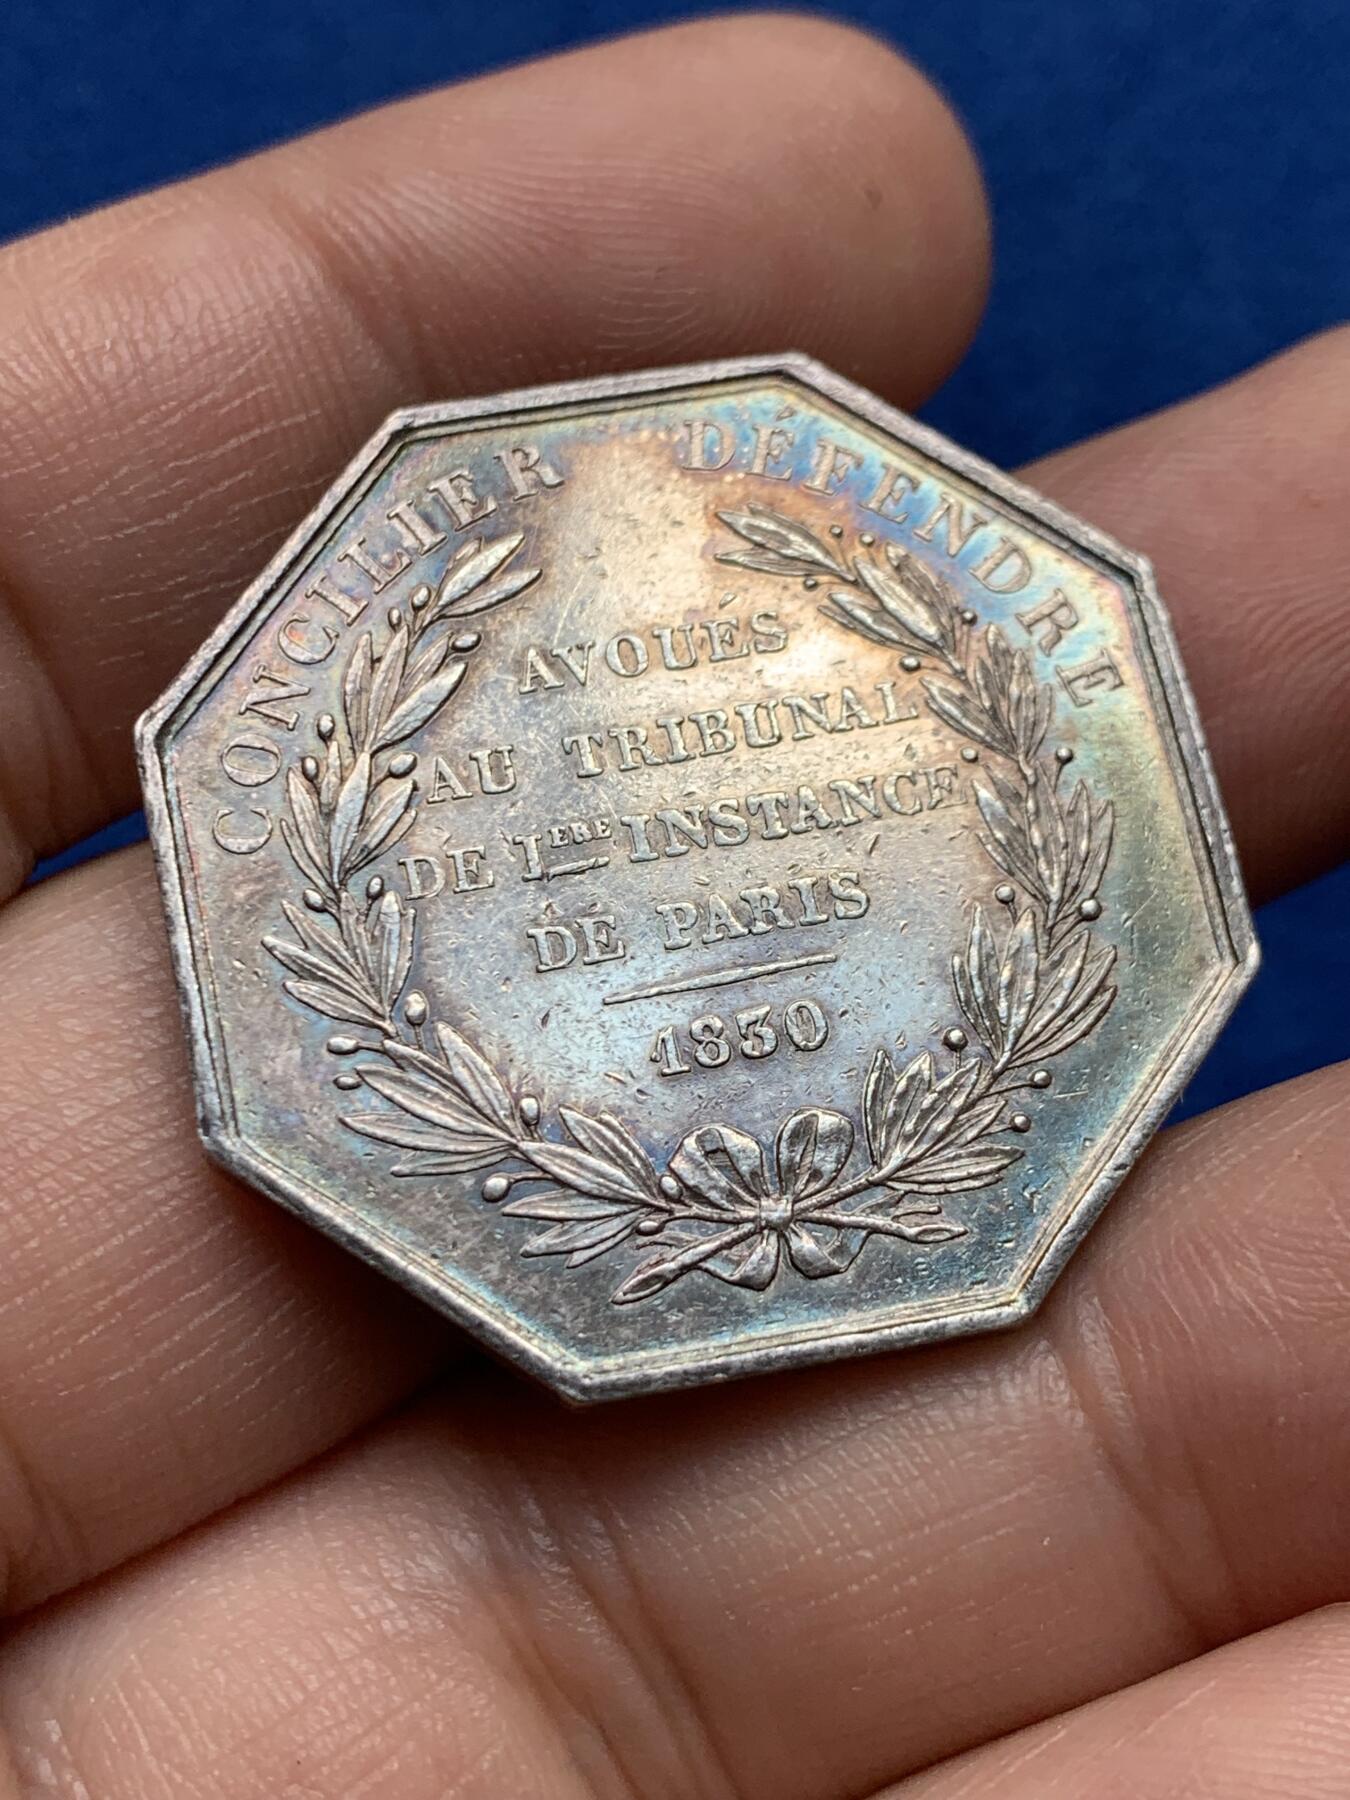 CONCILIER DÉFENDRE
AVOUÉS
AU TRIBUNAL
DE 1ERE INSTANCE
DE PARIS
1830